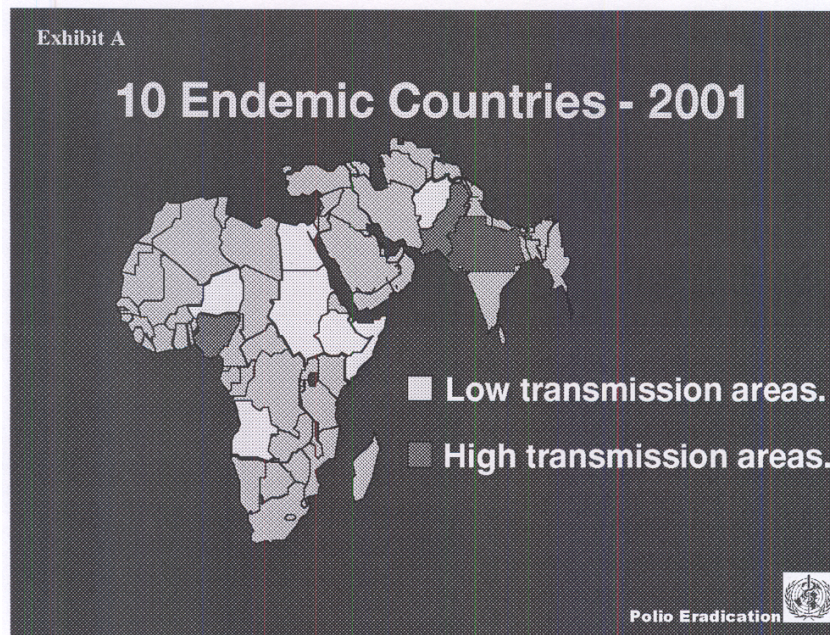 Exhibit A
10 Endemic Countries - 2001
Low transmission areas.
High transmission areas.
Polio Eradication